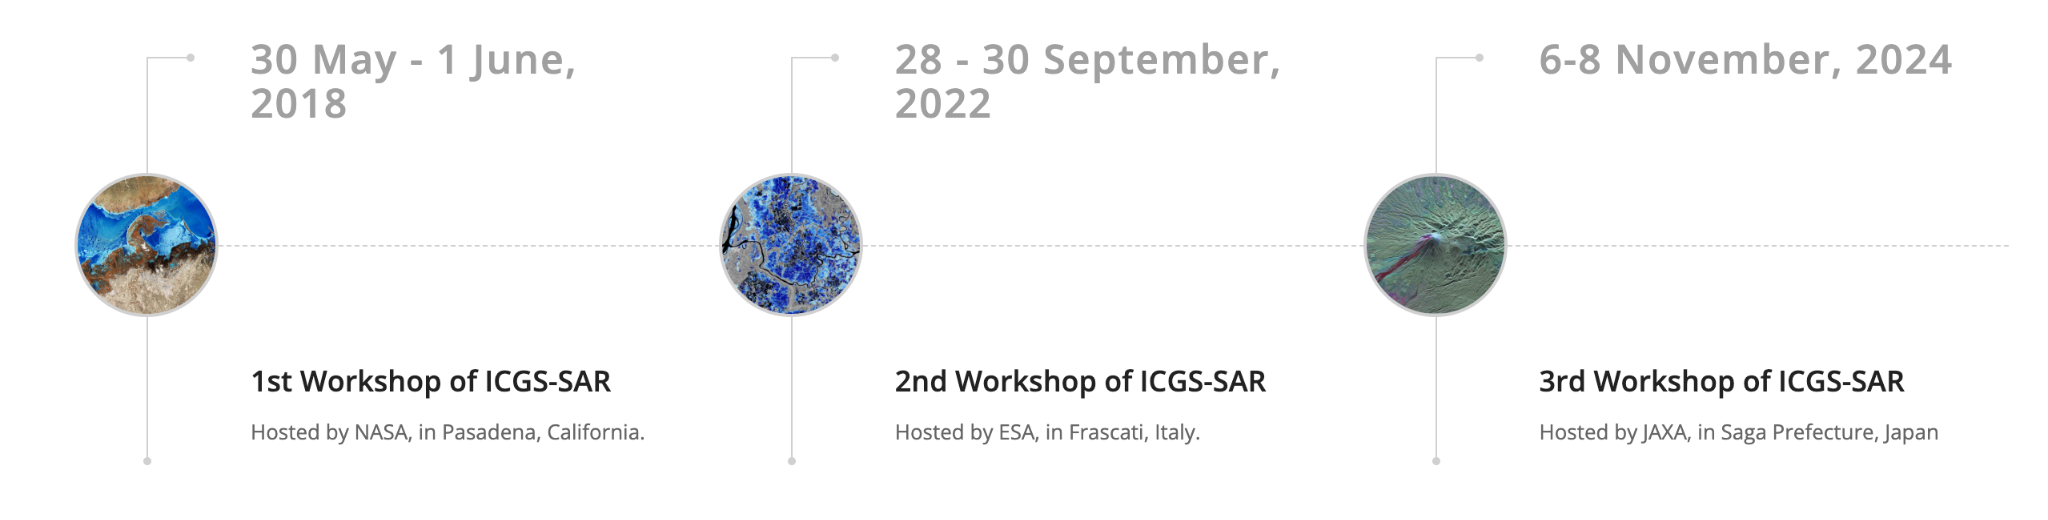 30 May - 1 June,
2018
1st Workshop of ICGS-SAR
Hosted by NASA, in Pasadena, California.
28 - 30 September,
2022
2nd Workshop of ICGS-SAR
Hosted by ESA, in Frascati, Italy.
6-8 November, 2024
3rd Workshop of ICGS-SAR
Hosted by JAXA, in Saga Prefecture, Japan